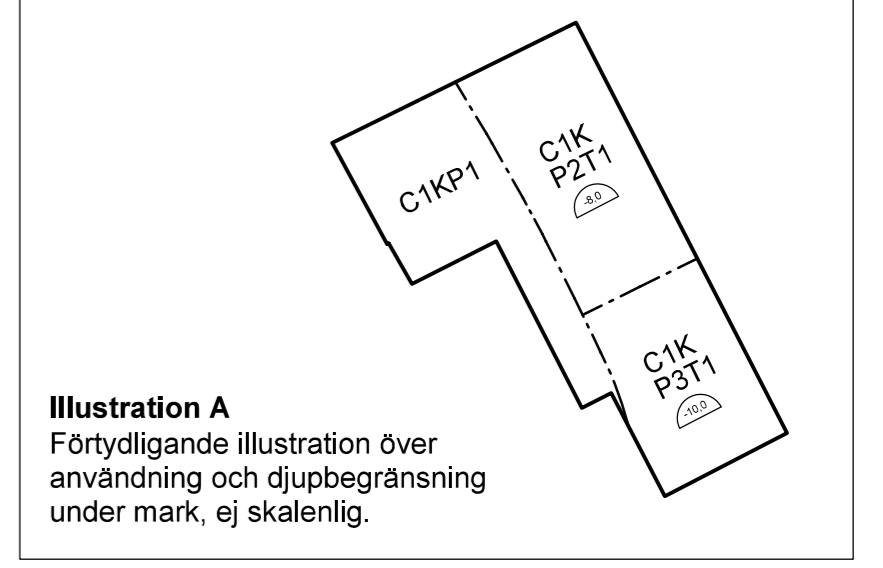 C1K
P2T1
-8,0
C1KP1
C1K
P3T1
-10,0
Illustration A
Förtydligande illustration över
användning och djupbegränsning
under mark, ej skalenlig.